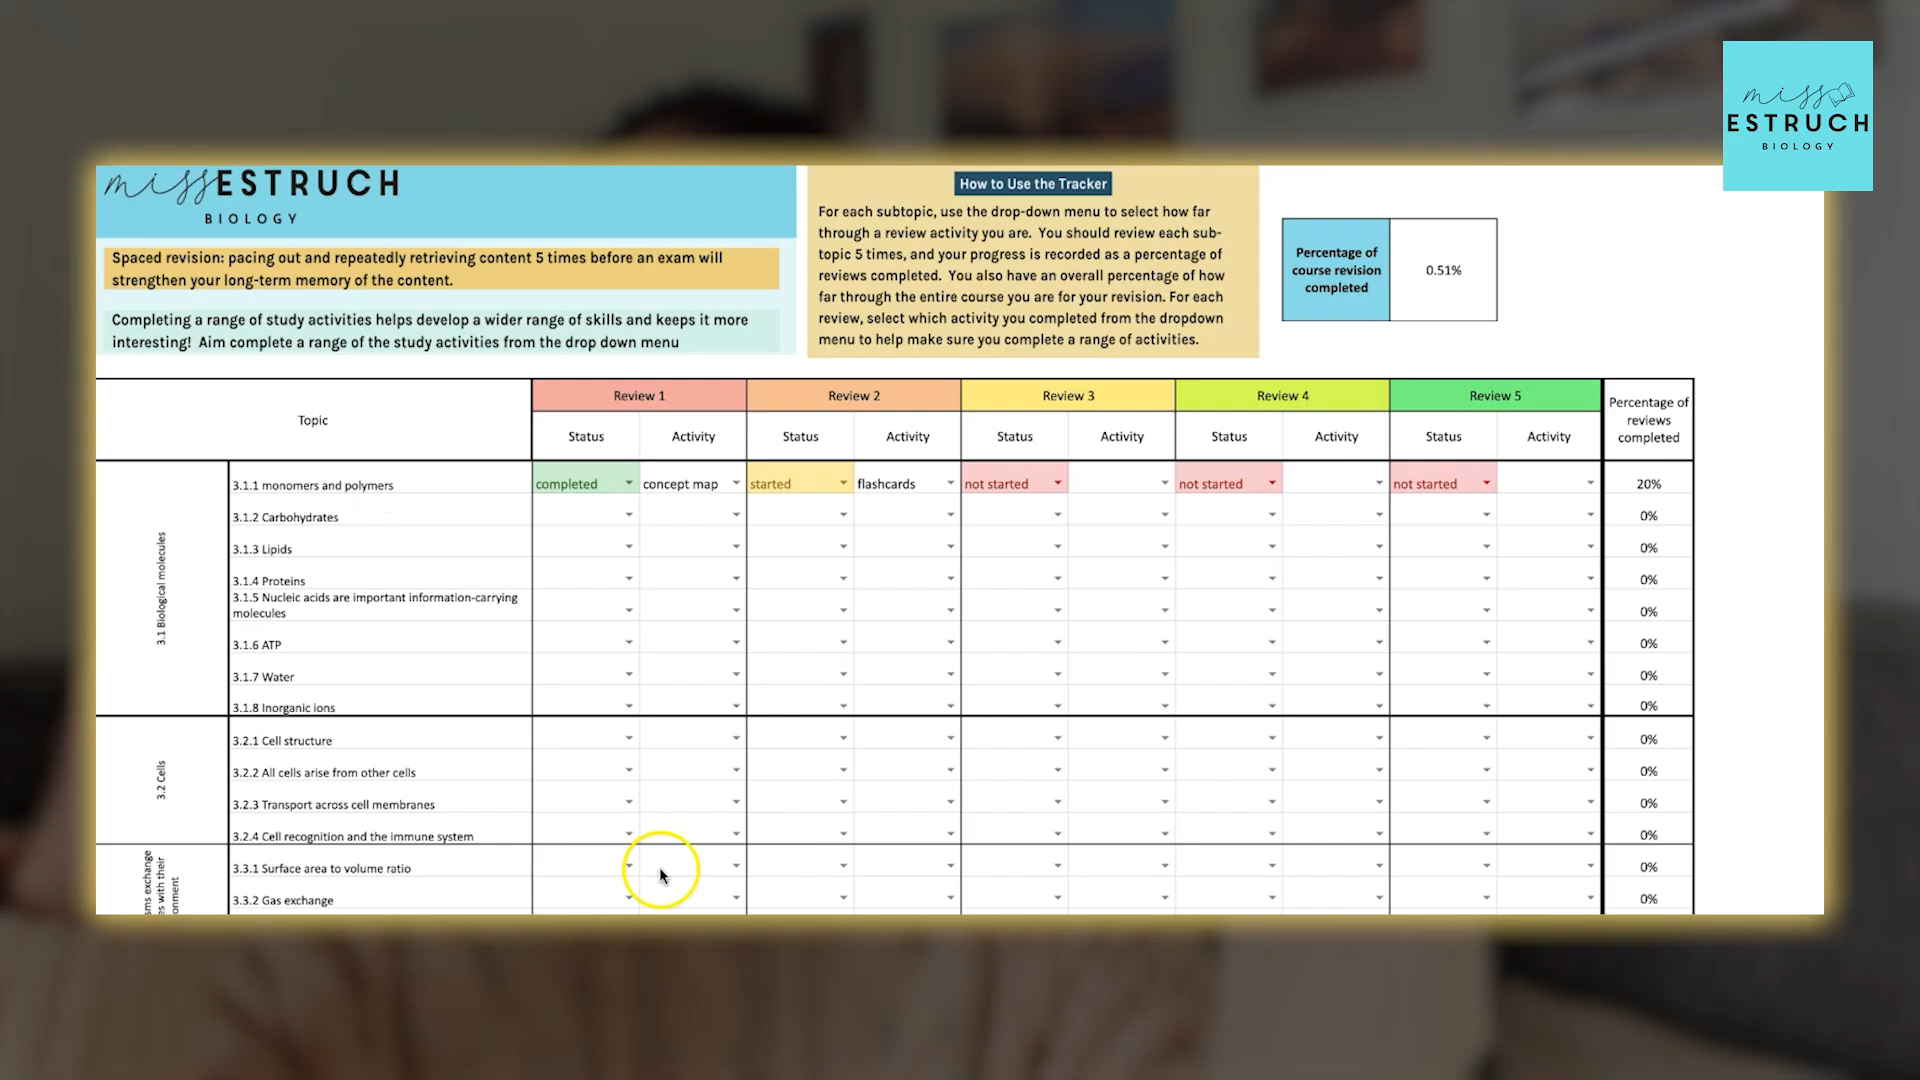 miss
ESTRUCH
BIOLOGY
miss ESTRUCH
BIOLOGY
Spaced revision: pacing out and repeatedly retrieving content 5 times before an exam will
strengthen your long-term memory of the content.
Completing a range of study activities helps develop a wider range of skills and keeps it more
interesting! Aim complete a range of the study activities from the drop down menu
How to Use the Tracker
For each subtopic, use the drop-down menu to select how far
through a review activity you are. You should review each sub-
topic 5 times, and your progress is recorded as a percentage of
reviews completed. You also have an overall percentage of how
far through the entire course you are for your revision. For each
review, select which activity you completed from the dropdown
menu to help make sure you complete a range of activities.
Percentage of
course revision
completed
0.51%
Topic
Review 1
Review 2
Review 3
Review 4
Review 5
Percentage of
reviews
completed
Status Activity Status Activity Status Activity Status Activity Status Activity
3.1 Biological molecules
3.1.1 monomers and polymers completed concept map started flashcards not started not started not started 20%
3.1.2 Carbohydrates 0%
3.1.3 Lipids 0%
3.1.4 Proteins 0%
3.1.5 Nucleic acids are important information-carrying
molecules 0%
3.1.6 ATP 0%
3.1.7 Water 0%
3.1.8 Inorganic ions 0%
3.2 Cells
3.2.1 Cell structure 0%
3.2.2 All cells arise from other cells 0%
3.2.3 Transport across cell membranes 0%
3.2.4 Cell recognition and the immune system 0%
sms exchange
es with their
onment
3.3.1 Surface area to volume ratio 0%
3.3.2 Gas exchange 0%